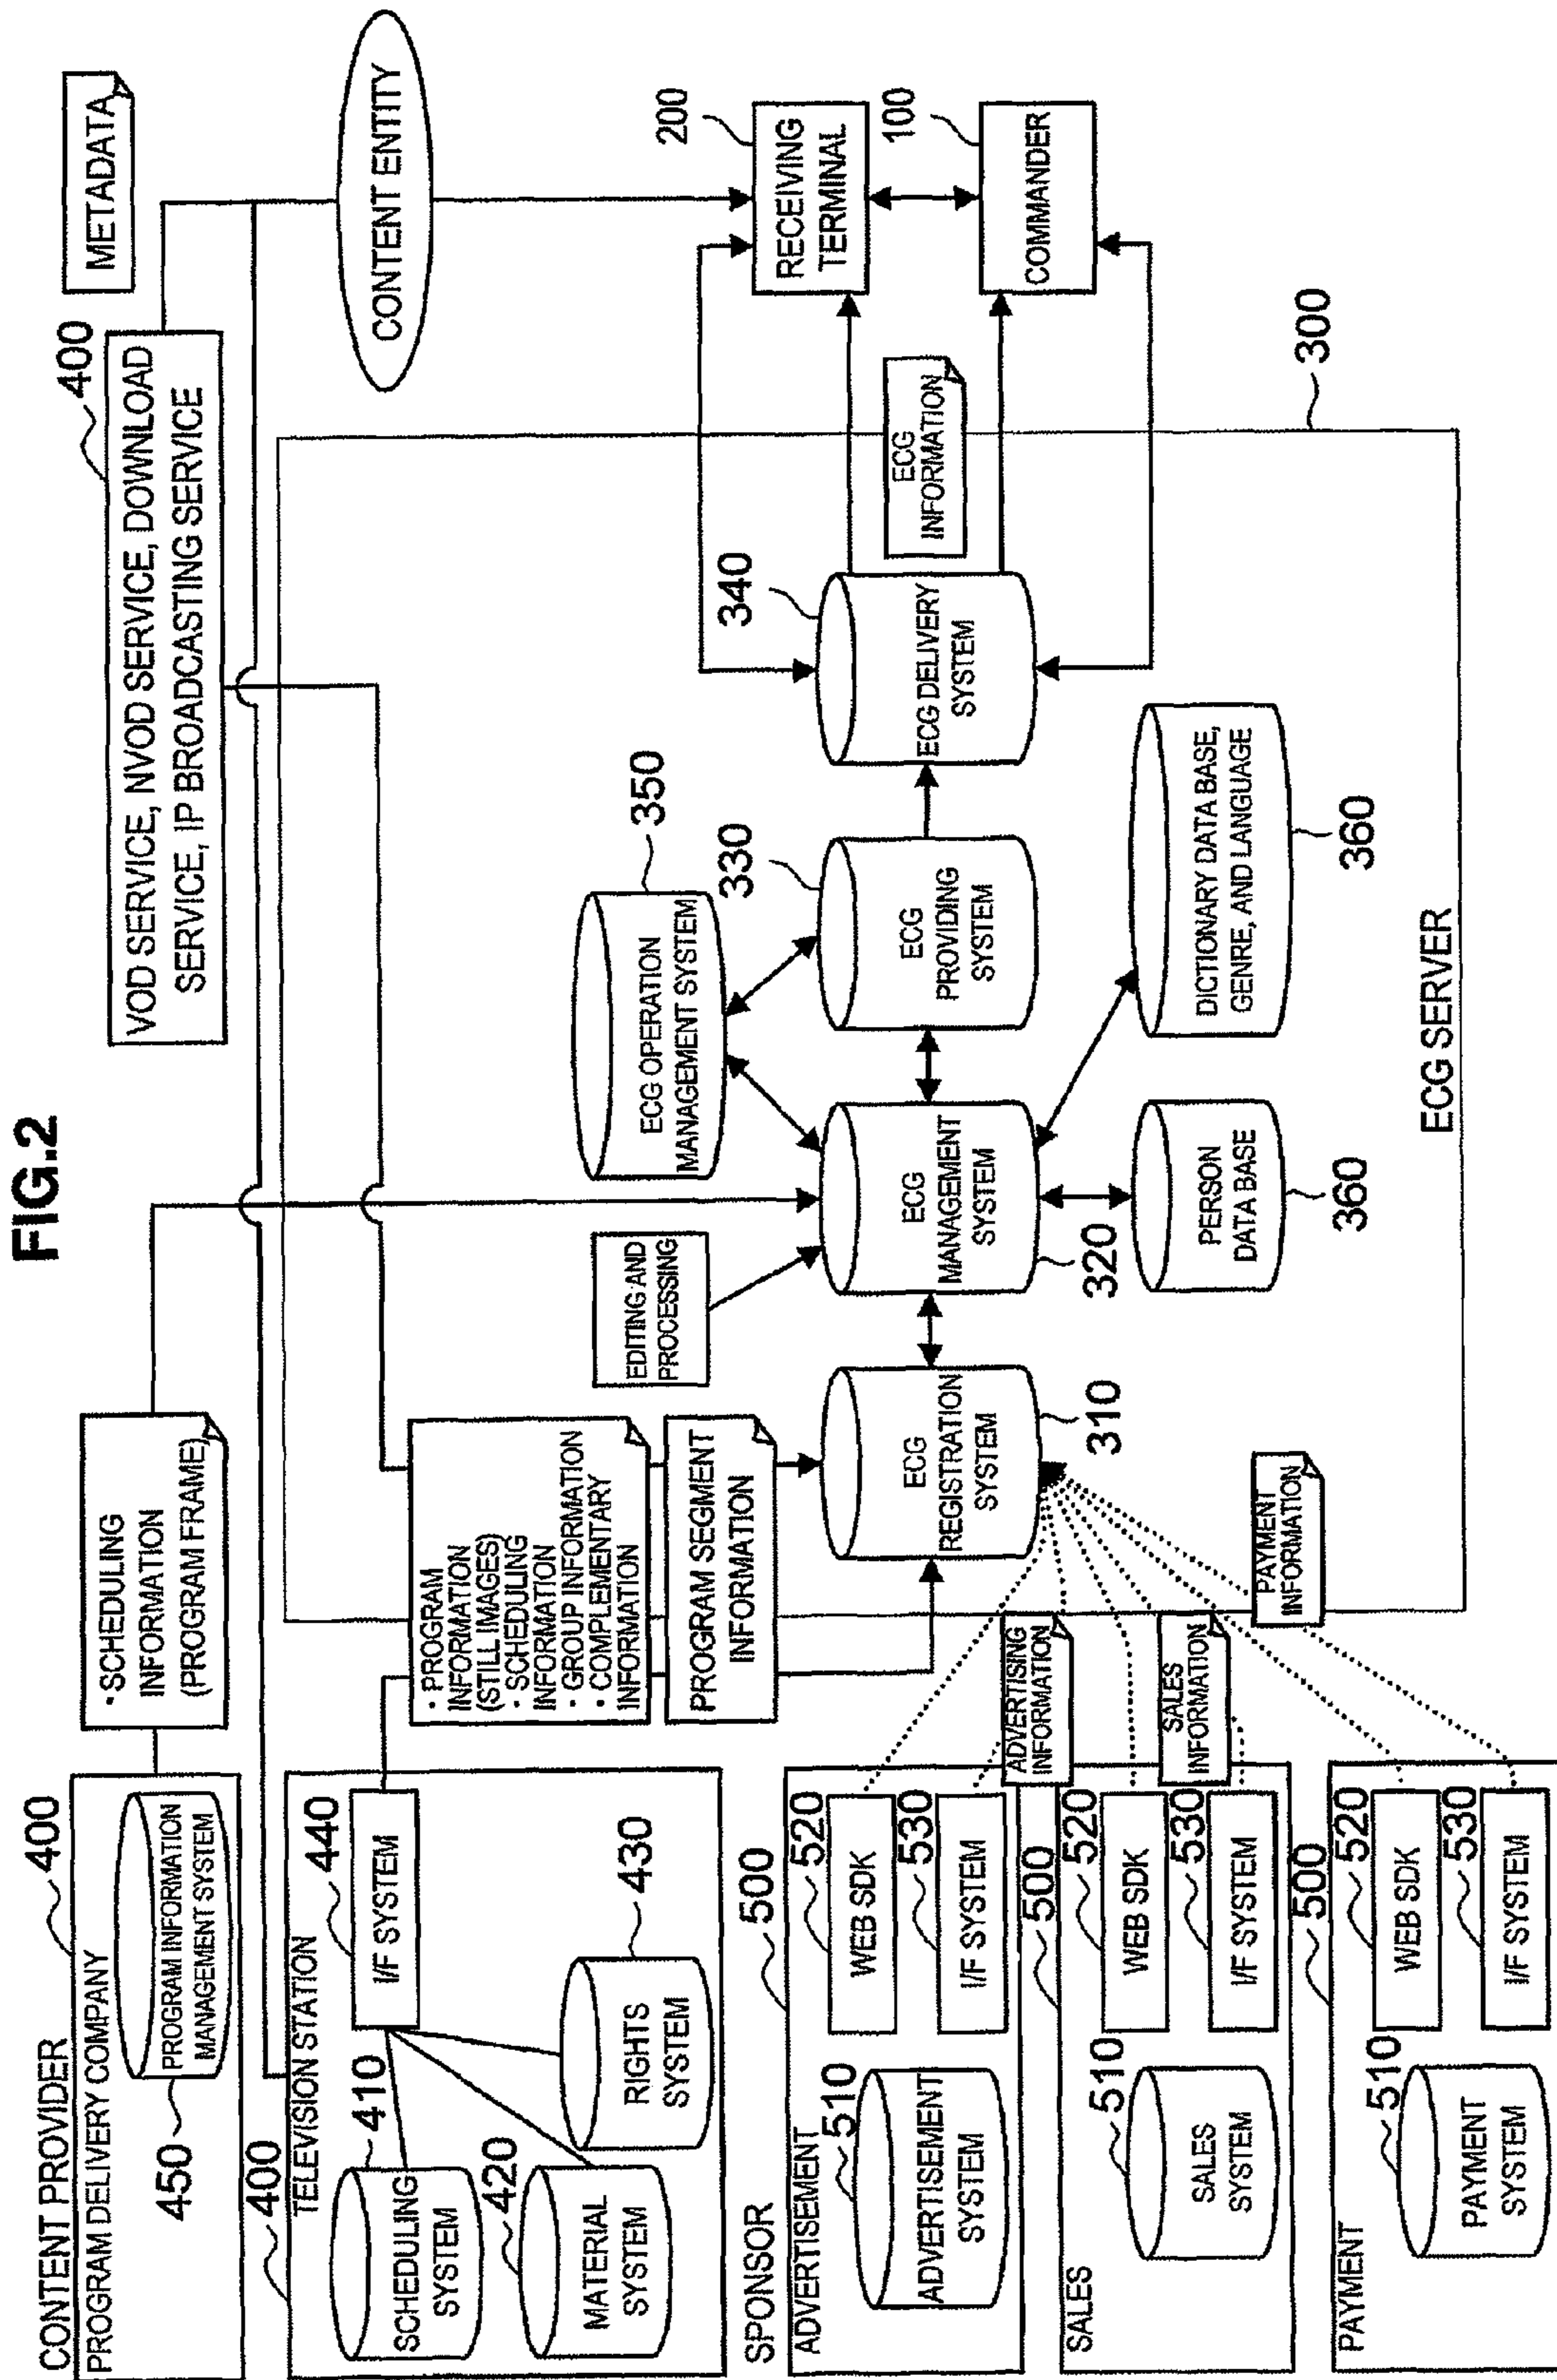 FIG.2
CONTENT PROVIDER
PROGRAM DELIVERY COMPANY
400
450
PROGRAM INFORMATION
MANAGEMENT SYSTEM
・SCHEDULING
INFORMATION
(PROGRAM FRAME)
400
VOD SERVICE, NVOD SERVICE, DOWNLOAD
SERVICE, IP BROADCASTING SERVICE
METADATA
CONTENT ENTITY
400
TELEVISION STATION
410
SCHEDULING
SYSTEM
420
MATERIAL
SYSTEM
430
RIGHTS
SYSTEM
440
I/F SYSTEM
・PROGRAM
INFORMATION
(STILL IMAGES)
・SCHEDULING
INFORMATION
・GROUP INFORMATION
・COMPLEMENTARY
INFORMATION
PROGRAM SEGMENT
INFORMATION
EDITING AND
PROCESSING
ECG
REGISTRATION
SYSTEM
310
ECG
MANAGEMENT
SYSTEM
320
ECG OPERATION
MANAGEMENT SYSTEM
350
ECG
PROVIDING
SYSTEM
330
ECG DELIVERY
SYSTEM
340
ECG
INFORMATION
RECEIVING
TERMINAL
200
COMMANDER
100
PERSON
DATA BASE
360
DICTIONARY DATA BASE,
GENRE, AND LANGUAGE
360
ECG SERVER
300
SPONSOR
500
ADVERTISEMENT
510
ADVERTISEMENT
SYSTEM
520
WEB SDK
530
I/F SYSTEM
ADVERTISING
INFORMATION
500
SALES
510
SALES
SYSTEM
520
WEB SDK
530
I/F SYSTEM
SALES
INFORMATION
500
PAYMENT
510
PAYMENT
SYSTEM
520
WEB SDK
530
I/F SYSTEM
PAYMENT
INFORMATION